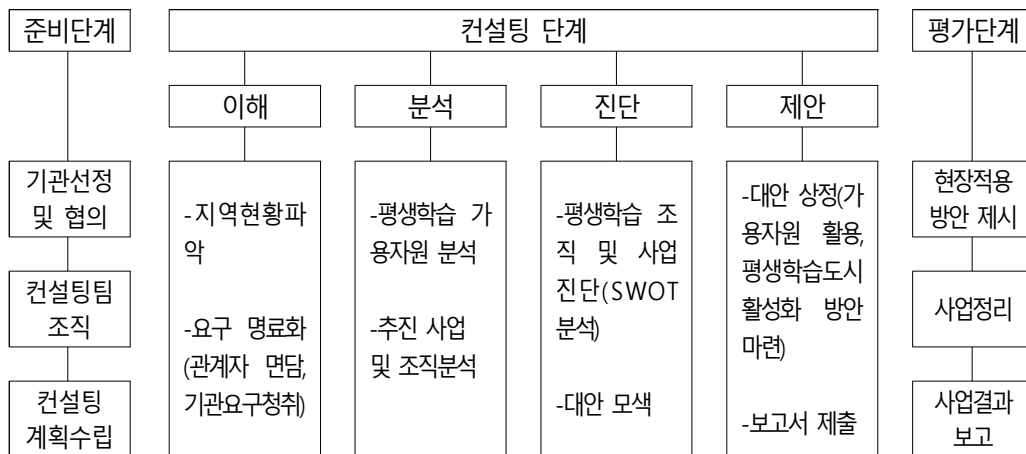 준비단계
컨설팅 단계
평가단계
이해
분석
진단
제안
기관선정
및 협의
컨설팅팀
조직
컨설팅
계획수립
-지역현황파
악
-요구 명료화
(관계자 면담,
기관요구청취)
-평생학습 가
용자원 분석
-추진 사업
및 조직분석
-평생학습 조
직 및 사업
진단(SWOT
분석)
-대안 모색
-대안 상정(가
용자원 활용,
평생학습도시
활성화 방안
마련)
-보고서 제출
현장적용
방안 제시
사업정리
사업결과
보고